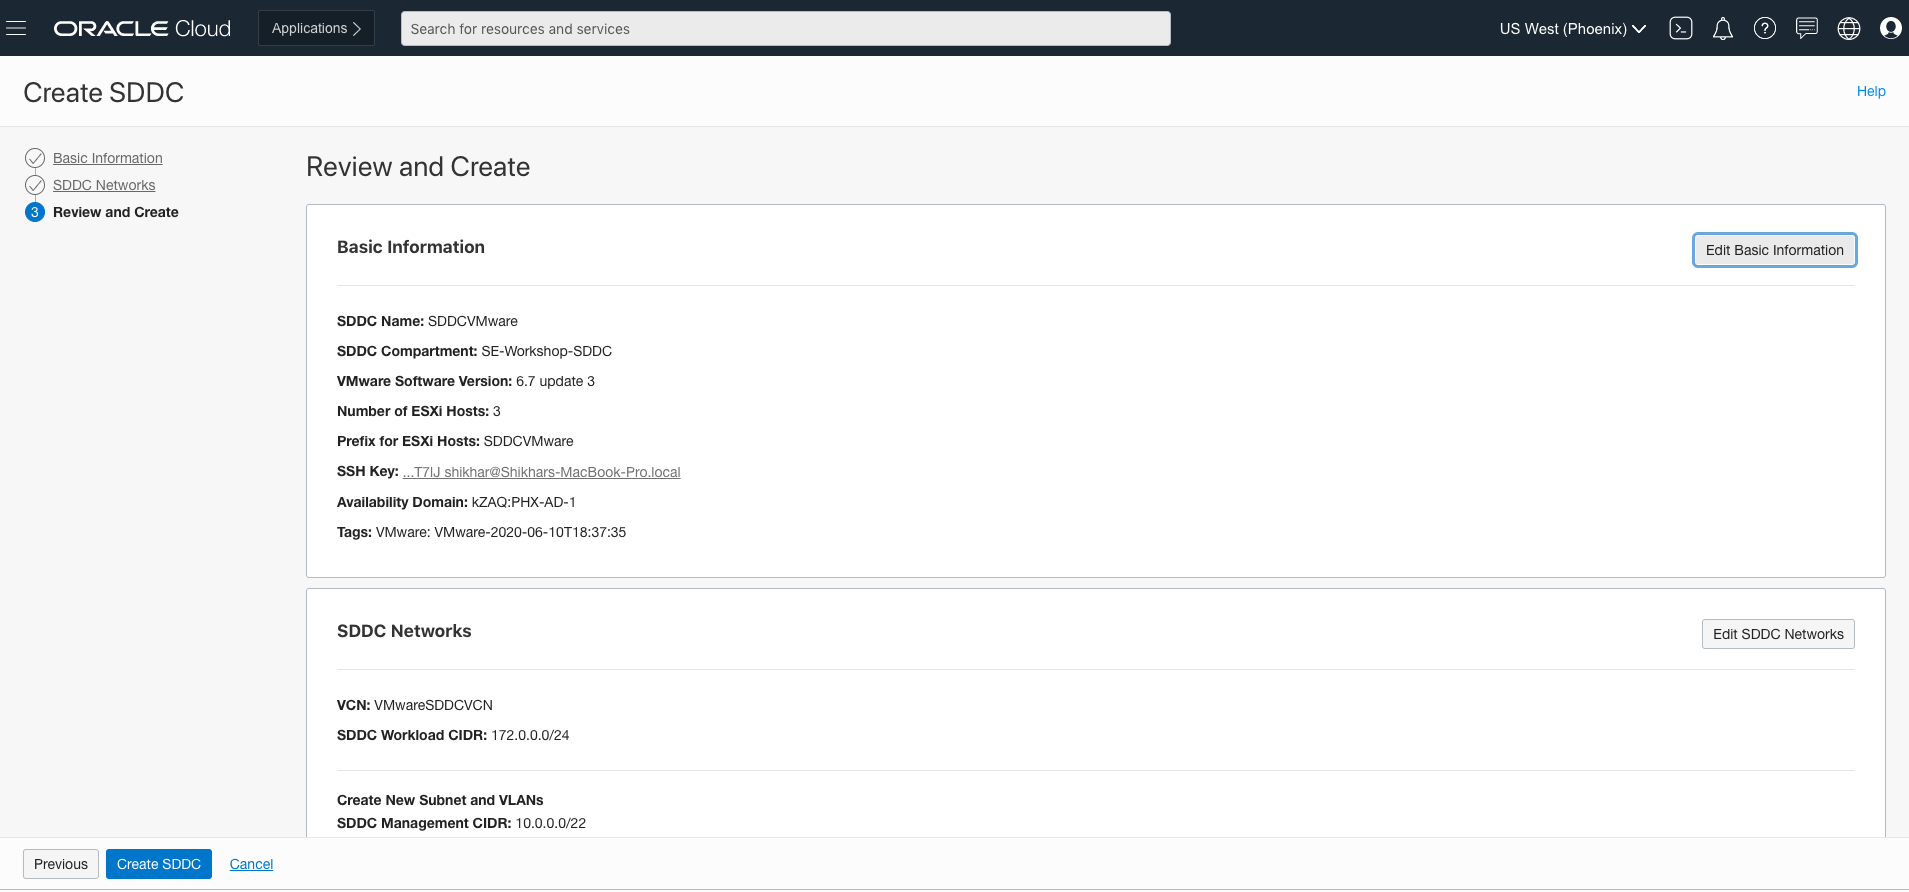 ORACLE Cloud
Applications
Search for resources and services
US West (Phoenix)
Create SDDC
Help
Basic Information
SDDC Networks
3 Review and Create
Review and Create
Basic Information
Edit Basic Information
SDDC Name: SDDCVMware
SDDC Compartment: SE-Workshop-SDDC
VMware Software Version: 6.7 update 3
Number of ESXi Hosts: 3
Prefix for ESXi Hosts: SDDCVMware
SSH Key: ...T7lJ shikhar@Shikhars-MacBook-Pro.local
Availability Domain: kZAQ:PHX-AD-1
Tags: VMware: VMware-2020-06-10T18:37:35
SDDC Networks
Edit SDDC Networks
VCN: VMwareSDDCVCN
SDDC Workload CIDR: 172.0.0.0/24
Create New Subnet and VLANs
SDDC Management CIDR: 10.0.0.0/22
Previous
Create SDDC
Cancel